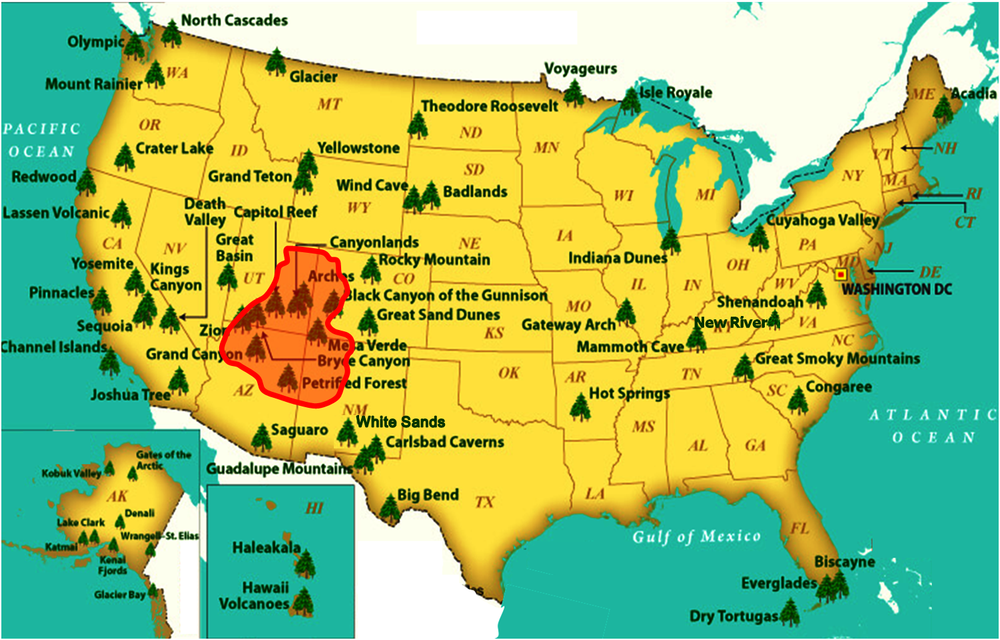 North Cascades
Olympic
WA
Mount Rainier
Glacier
MT
Voyageurs
Isle Royale
ME
Acadia
Theodore Roosevelt
ND
PACIFIC
OCEAN
OR
Crater Lake
ID
Yellowstone
MN
VT
NH
Redwood
Grand Teton
Wind Cave
SD
Badlands
WI
MI
NY
MA
RI
Lassen Volcanic
Death
Valley
Capitol Reef
WY
CT
Cuyahoga Valley
CA
NV
Great
Basin
Canyonlands
NE
IA
PA
NJ
Yosemite
Kings
Canyon
UT
Arches
Rocky Mountain
CO
Indiana Dunes
OH
MD
DE
Pinnacles
Black Canyon of the Gunnison
IL
IN
WV
WASHINGTON DC
Sequoia
Zion
Great Sand Dunes
KS
MO
Gateway Arch
Shenandoah
New River
VA
Channel Islands
Grand Canyon
Mesa Verde
Bryce Canyon
Mammoth Cave
NC
Great Smoky Mountains
Joshua Tree
AZ
Petrified Forest
OK
AR
TN
Hot Springs
SC
Congaree
NM
White Sands
MS
AL
GA
ATLANTIC
OCEAN
Saguaro
Carlsbad Caverns
Guadalupe Mountains
Big Bend
TX
LA
FL
Gulf of Mexico
Biscayne
Everglades
Dry Tortugas
Gates of the
Arctic
Kobuk Valley
AK
Denali
Lake Clark
Wrangell-St. Elias
Katmai
Kenai
Fjords
Glacier Bay
HI
Haleakala
Hawaii
Volcanoes